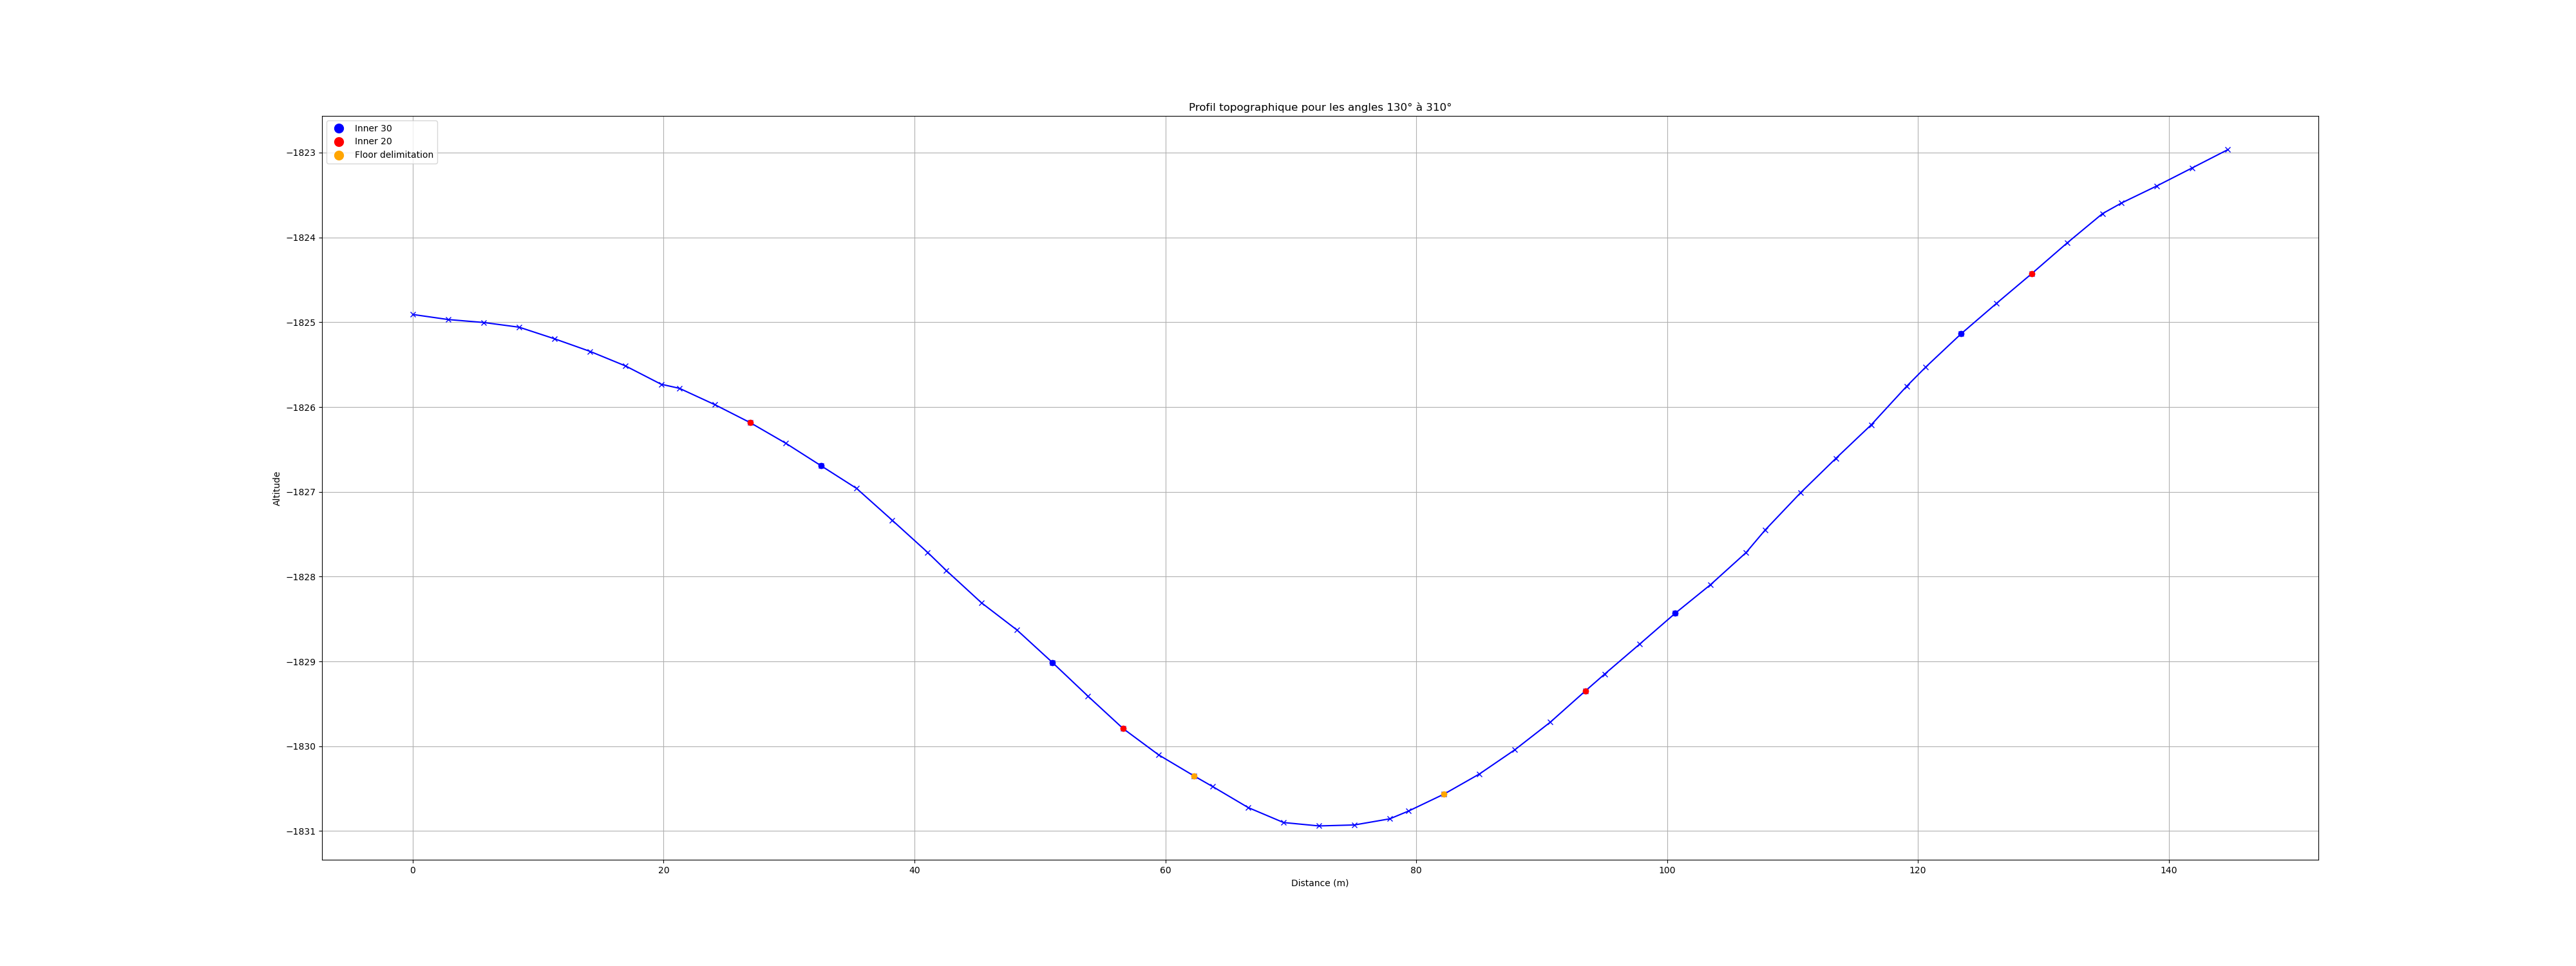 Profil topographique pour les angles 130° à 310°
Inner 30
Inner 20
Floor delimitation
−1823
−1824
−1825
−1826
−1827
−1828
−1829
−1830
−1831
Altitude
0 20 40 60 80 100 120 140
Distance (m)